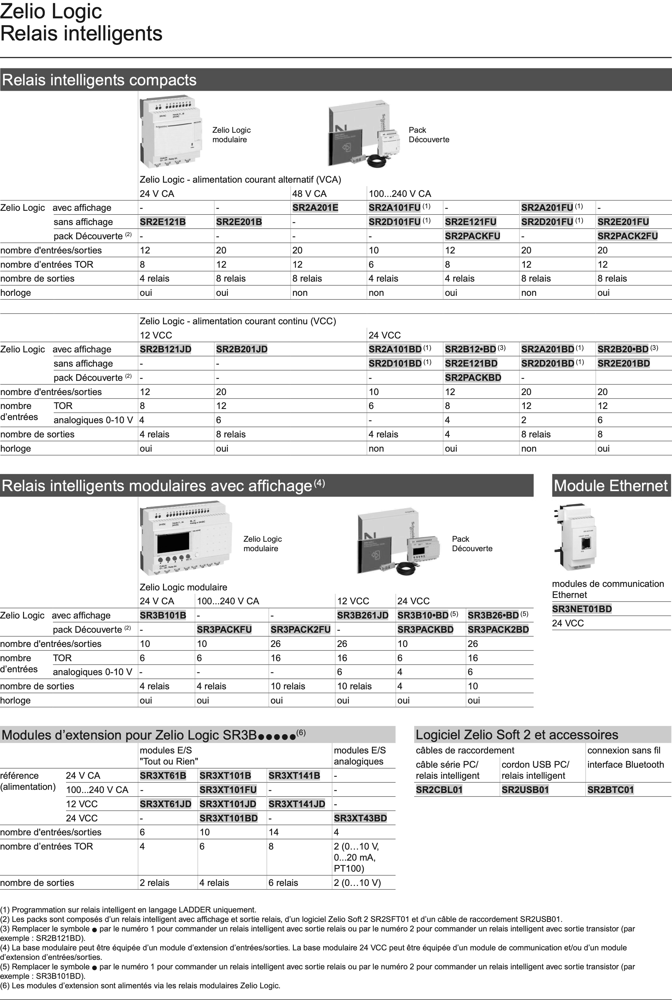 Zelio Logic
Relais intelligents
Relais intelligents compacts
Zelio Logic
modulaire
Pack
Découverte
Zelio Logic - alimentation courant alternatif (VCA)
24 V CA 48 V CA 100...240 V CA
Zelio Logic avec affichage - - SR2A201E SR2A101FU (1) - SR2A201FU (1) -
sans affichage SR2E121B SR2E201B - SR2D101FU (1) SR2E121FU SR2D201FU (1) SR2E201FU
pack Découverte (2) - - - - SR2PACKFU - SR2PACK2FU
nombre d'entrées/sorties 12 20 20 10 12 20 20
nombre d’entrées TOR 8 12 12 6 8 12 12
nombre de sorties 4 relais 8 relais 8 relais 4 relais 4 relais 8 relais 8 relais
horloge oui oui non non oui non oui
Zelio Logic - alimentation courant continu (VCC)
12 VCC 24 VCC
Zelio Logic avec affichage SR2B121JD SR2B201JD SR2A101BD (1) SR2B12•BD (3) SR2A201BD (1) SR2B20•BD (3)
sans affichage - - SR2D101BD (1) SR2E121BD SR2D201BD (1) SR2E201BD
pack Découverte (2) - - - SR2PACKBD -
nombre d'entrées/sorties 12 20 10 12 20 20
nombre d’entrées TOR 8 12 6 8 12 12
analogiques 0-10 V 4 6 - 4 2 6
nombre de sorties 4 relais 8 relais 4 relais 4 8 relais 8
horloge oui oui non oui non oui
Relais intelligents modulaires avec affichage (4)
Zelio Logic
modulaire
Pack
Découverte
Zelio Logic modulaire
24 V CA 100...240 V CA 12 VCC 24 VCC
Zelio Logic avec affichage SR3B101B - - SR3B261JD SR3B10•BD (5) SR3B26•BD (5)
pack Découverte (2) - SR3PACKFU SR3PACK2FU - SR3PACKBD SR3PACK2BD
nombre d'entrées/sorties 10 10 26 26 10 26
nombre d’entrées TOR 6 6 16 16 6 16
analogiques 0-10 V - - - 6 4 6
nombre de sorties 4 relais 4 relais 10 relais 10 relais 4 10
horloge oui oui oui oui oui oui
Module Ethernet
modules de communication
Ethernet
SR3NET01BD
24 VCC
Modules d’extension pour Zelio Logic SR3B●●●●● (6)
modules E/S "Tout ou Rien" modules E/S analogiques
référence (alimentation) 24 V CA SR3XT61B SR3XT101B SR3XT141B -
100...240 V CA - SR3XT101FU - -
12 VCC SR3XT61JD SR3XT101JD SR3XT141JD -
24 VCC - SR3XT101BD - SR3XT43BD
nombre d'entrées/sorties 6 10 14 4
nombre d’entrées TOR 4 6 8 2 (0…10 V,
0...20 mA,
PT100)
nombre de sorties 2 relais 4 relais 6 relais 2 (0…10 V)
Logiciel Zelio Soft 2 et accessoires
câbles de raccordement connexion sans fil
câble série PC/ relais intelligent cordon USB PC/ relais intelligent interface Bluetooth
SR2CBL01 SR2USB01 SR2BTC01
(1) Programmation sur relais intelligent en langage LADDER uniquement.
(2) Les packs sont composés d’un relais intelligent avec affichage et sortie relais, d’un logiciel Zelio Soft 2 SR2SFT01 et d’un câble de raccordement SR2USB01.
(3) Remplacer le symbole ● par le numéro 1 pour commander un relais intelligent avec sortie relais ou par le numéro 2 pour commander un relais intelligent avec sortie transistor (par
exemple : SR2B121BD).
(4) La base modulaire peut être équipée d’un module d’extension d’entrées/sorties. La base modulaire 24 VCC peut être équipée d’un module de communication et/ou d’un module
d’extension d’entrées/sorties.
(5) Remplacer le symbole ● par le numéro 1 pour commander un relais intelligent avec sortie relais ou par le numéro 2 pour commander un relais intelligent avec sortie transistor (par
exemple : SR3B101BD).
(6) Les modules d’extension sont alimentés via les relais modulaires Zelio Logic.